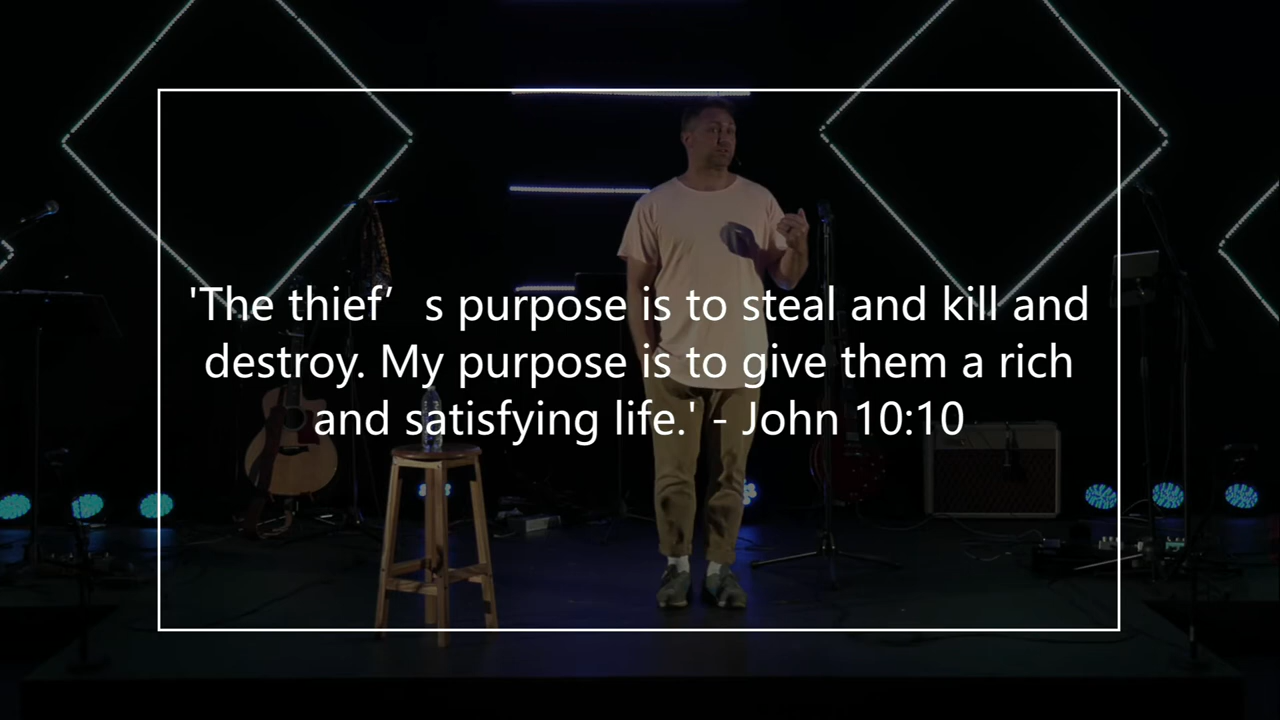 'The thief’s purpose is to steal and kill and
destroy. My purpose is to give them a rich
and satisfying life.' - John 10:10